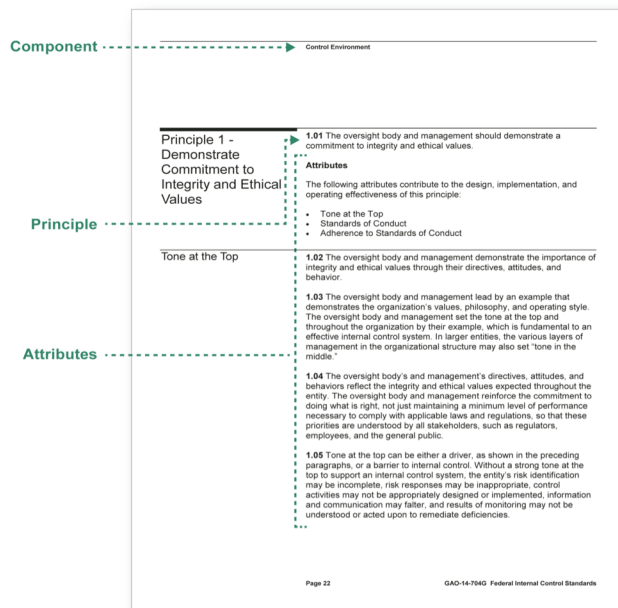 Component
Control Environment
Principle 1 -
Demonstrate
Commitment to
Integrity and Ethical
Values
1.01 The oversight body and management should demonstrate a
commitment to integrity and ethical values.
Attributes
The following attributes contribute to the design, implementation, and
operating effectiveness of this principle:
• Tone at the Top
• Standards of Conduct
• Adherence to Standards of Conduct
Principle
Tone at the Top
1.02 The oversight body and management demonstrate the importance of
integrity and ethical values through their directives, attitudes, and
behavior.
1.03 The oversight body and management lead by an example that
demonstrates the organization's values, philosophy, and operating style.
The oversight body and management set the tone at the top and
throughout the organization by their example, which is fundamental to an
effective internal control system. In larger entities, the various layers of
management in the organizational structure may also set "tone in the
middle."
Attributes
1.04 The oversight body's and management's directives, attitudes, and
behaviors reflect the integrity and ethical values expected throughout the
entity. The oversight body and management reinforce the commitment to
doing what is right, not just maintaining a minimum level of performance
necessary to comply with applicable laws and regulations, so that these
priorities are understood by all stakeholders, such as regulators,
employees, and the general public.
1.05 Tone at the top can be either a driver, as shown in the preceding
paragraphs, or a barrier to internal control. Without a strong tone at the
top to support an internal control system, the entity's risk identification
may be incomplete, risk responses may be inappropriate, control
activities may not be appropriately designed or implemented, information
and communication may falter, and results of monitoring may not be
understood or acted upon to remediate deficiencies.
Page 22
GAO-14-704G Federal Internal Control Standards